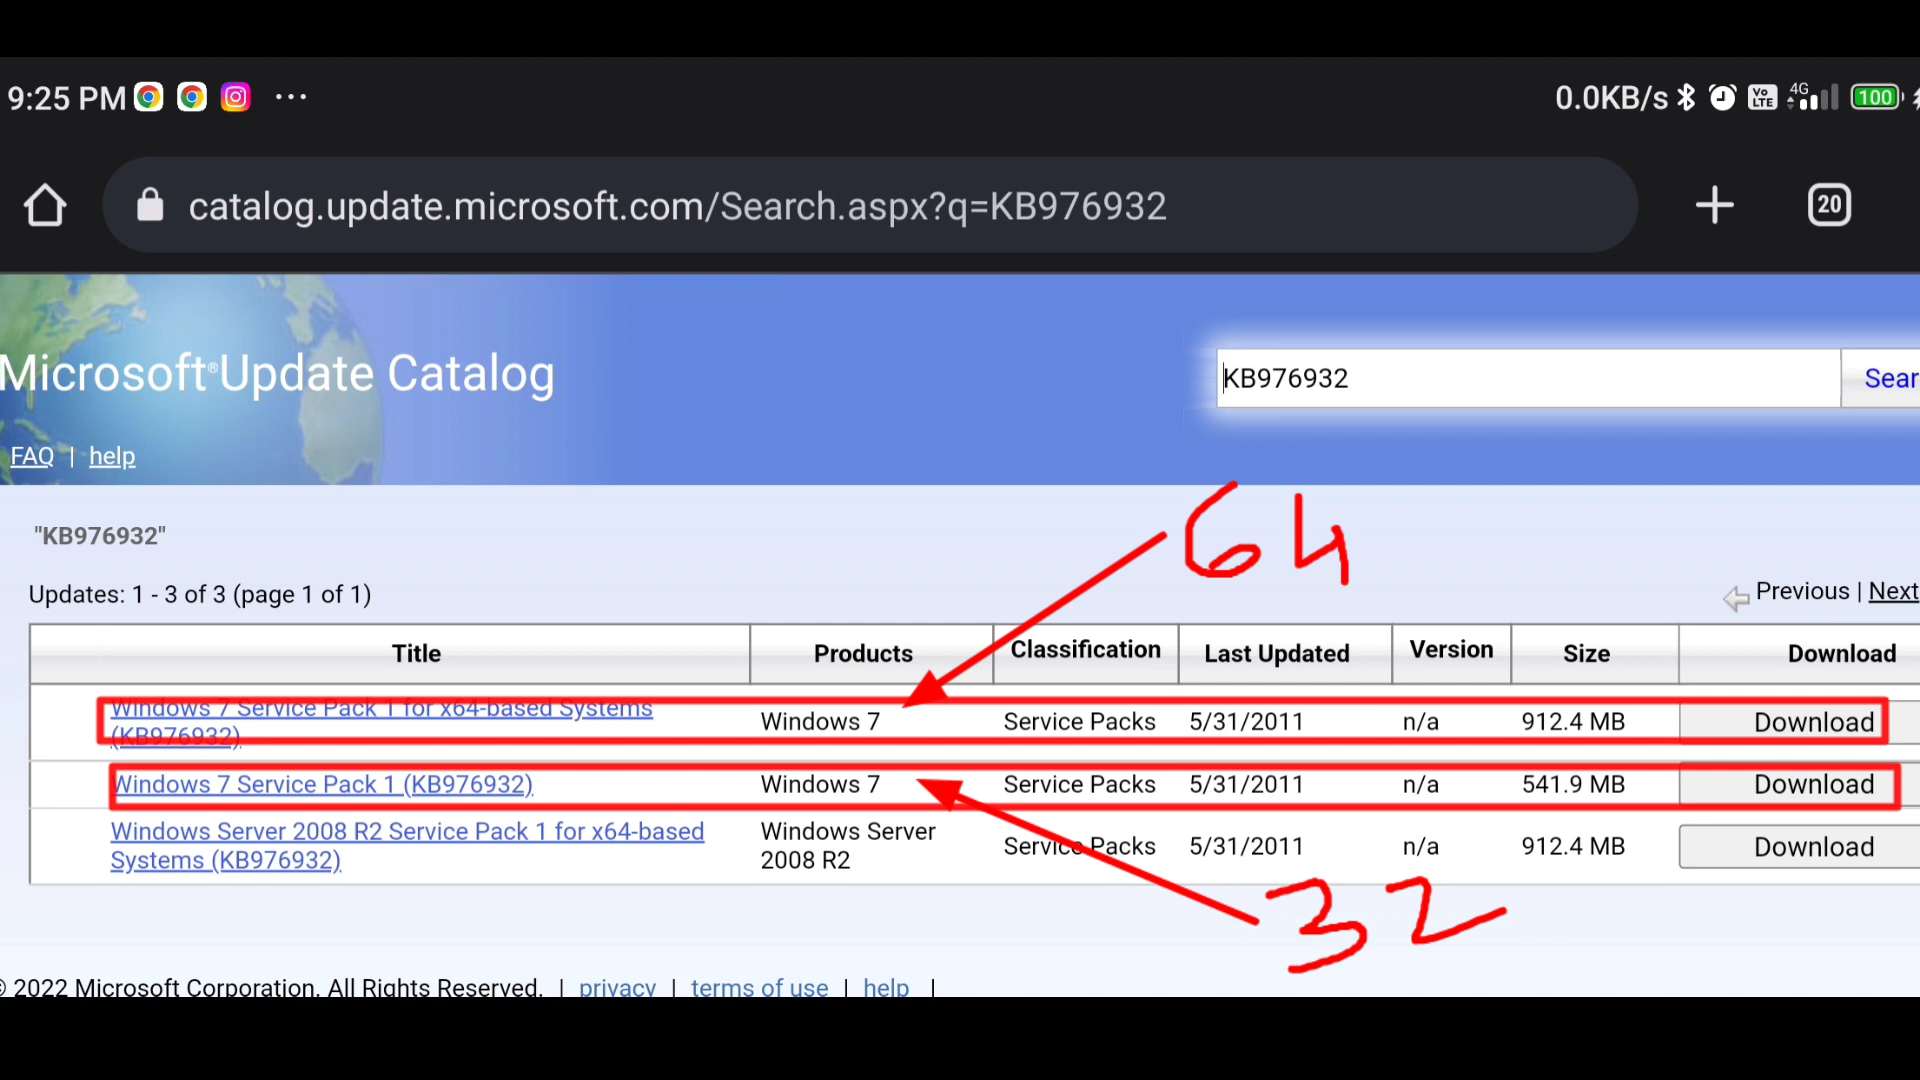 9:25 PM ... 0.0KB/s Vo LTE 4G 100
catalog.update.microsoft.com/Search.aspx?q=KB976932 20
Microsoft®Update Catalog
KB976932 Sear
FAQ | help
64
"KB976932"
Updates: 1 - 3 of 3 (page 1 of 1) Previous | Next
Title Products Classification Last Updated Version Size Download
Windows 7 Service Pack 1 for x64-based Systems (KB976932) Windows 7 Service Packs 5/31/2011 n/a 912.4 MB Download
Windows 7 Service Pack 1 (KB976932) Windows 7 Service Packs 5/31/2011 n/a 541.9 MB Download
Windows Server 2008 R2 Service Pack 1 for x64-based Systems (KB976932) Windows Server 2008 R2 Service Packs 5/31/2011 n/a 912.4 MB Download
32
© 2022 Microsoft Corporation. All Rights Reserved. | privacy | terms of use | help |